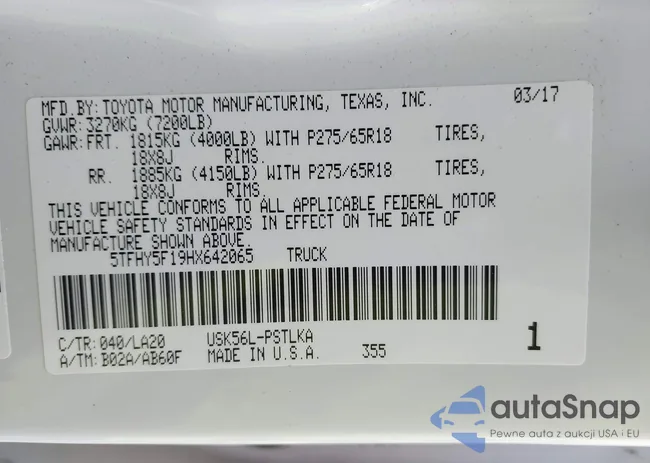 MFD.BY: TOYOTA MOTOR MANUFACTURING, TEXAS, INC. 03/17
GVWR: 3270KG (7200LB)
GAWR: FRT. 1815KG (4000LB) WITH P275/65R18 TIRES,
18X8J RIMS.
RR. 1885KG (4150LB) WITH P275/65R18 TIRES,
18X8J RIMS.
THIS VEHICLE CONFORMS TO ALL APPLICABLE FEDERAL MOTOR
VEHICLE SAFETY STANDARDS IN EFFECT ON THE DATE OF
MANUFACTURE SHOWN ABOVE.
5TFHY5F19HX642065 TRUCK
C/TR: 040/LA20 USK56L-PSTLKA
A/TM: B02A/AB60F MADE IN U.S.A. 355 1
autaSnap
Pewne auta z aukcji USA i EU